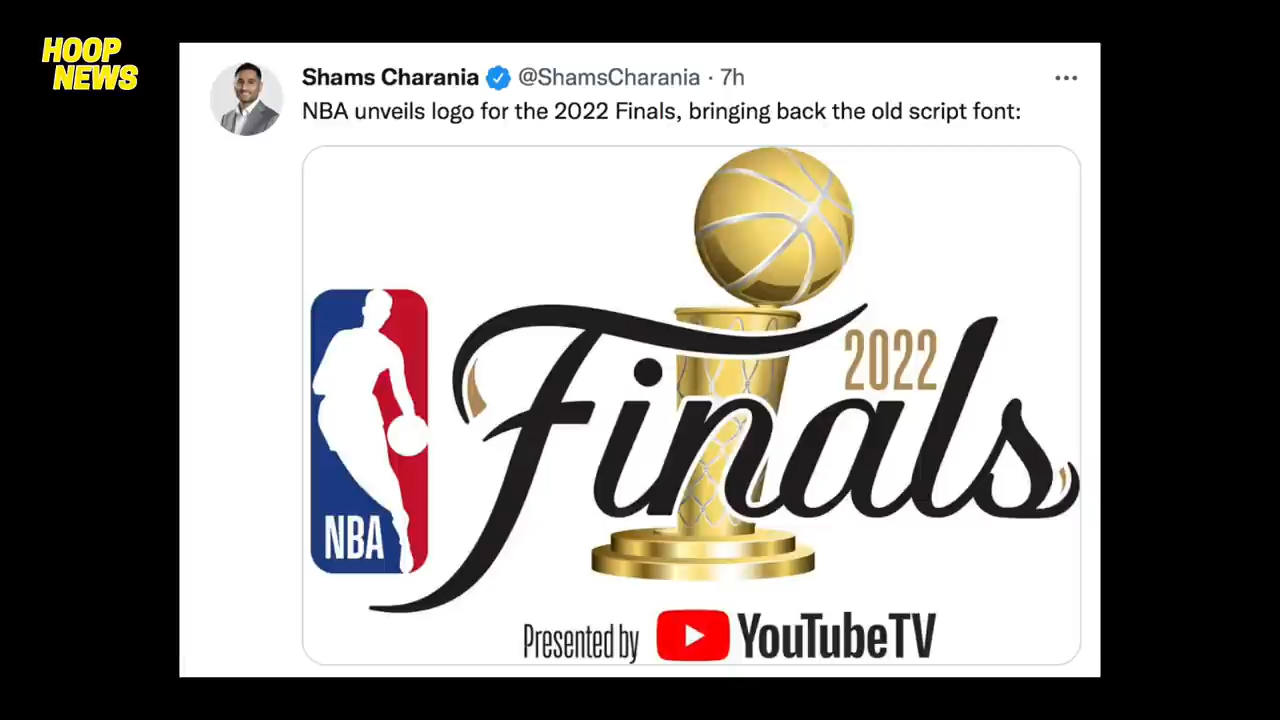 HOOP
NEWS
Shams Charania @ShamsCharania · 7h
NBA unveils logo for the 2022 Finals, bringing back the old script font:
2022
Finals
NBA
Presented by YouTubeTV